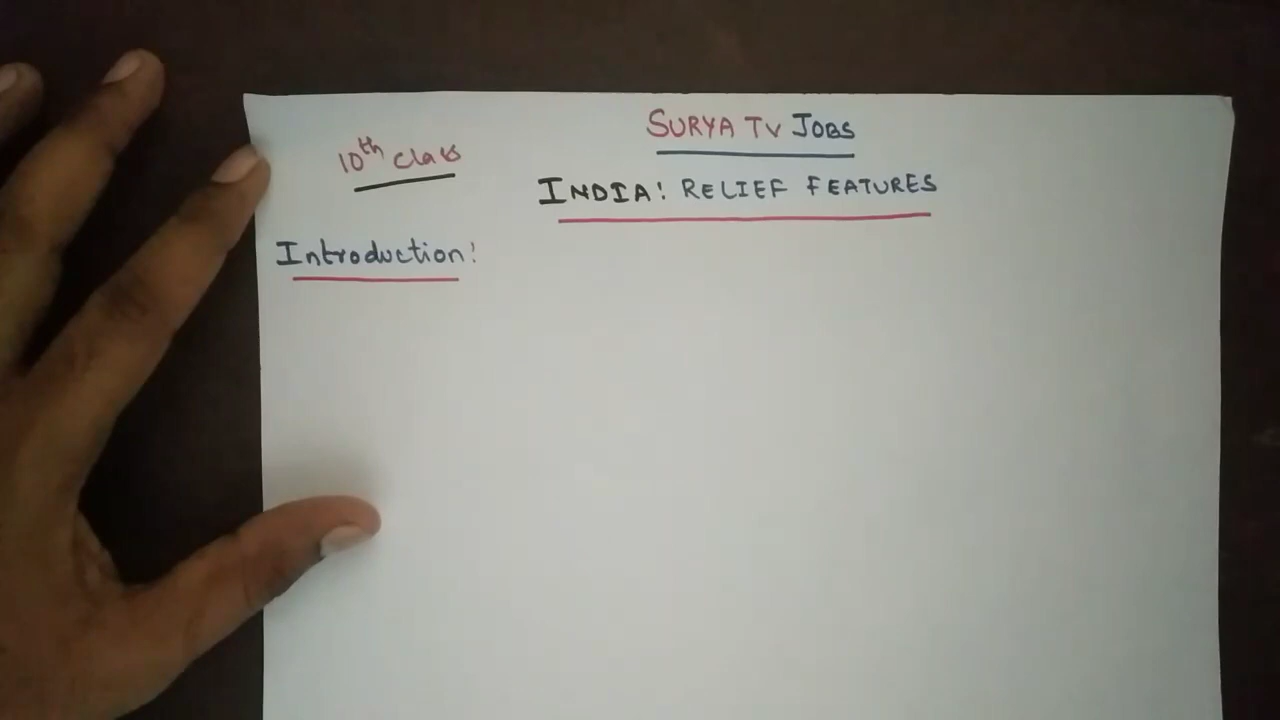 SURYA TV JOBS
10th class
INDIA: RELIEF FEATURES
Introduction: